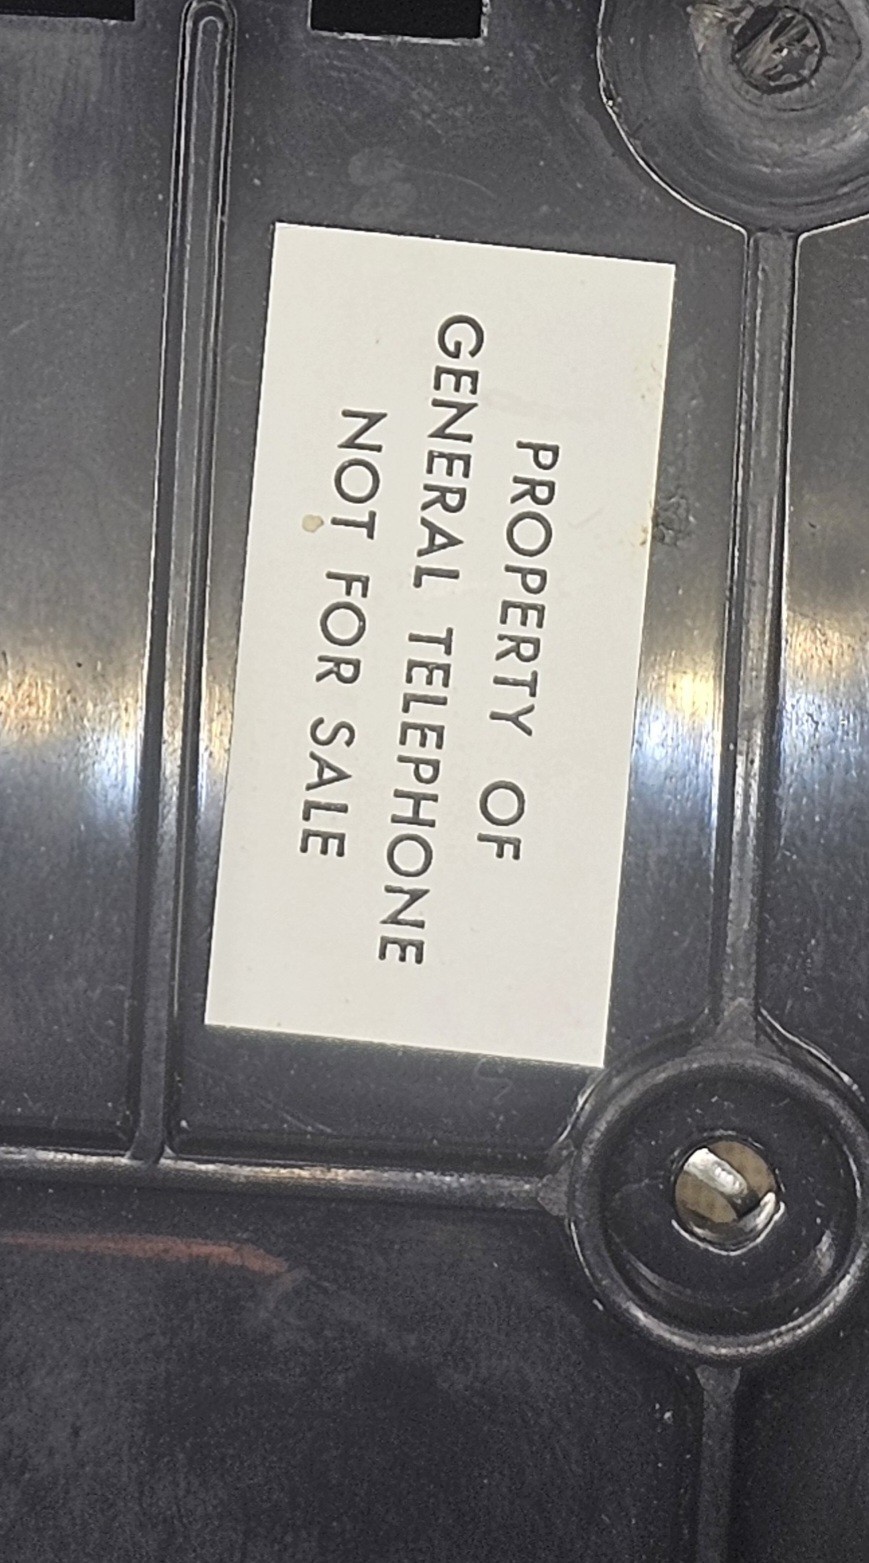 PROPERTY OF
GENERAL TELEPHONE
NOT FOR SALE